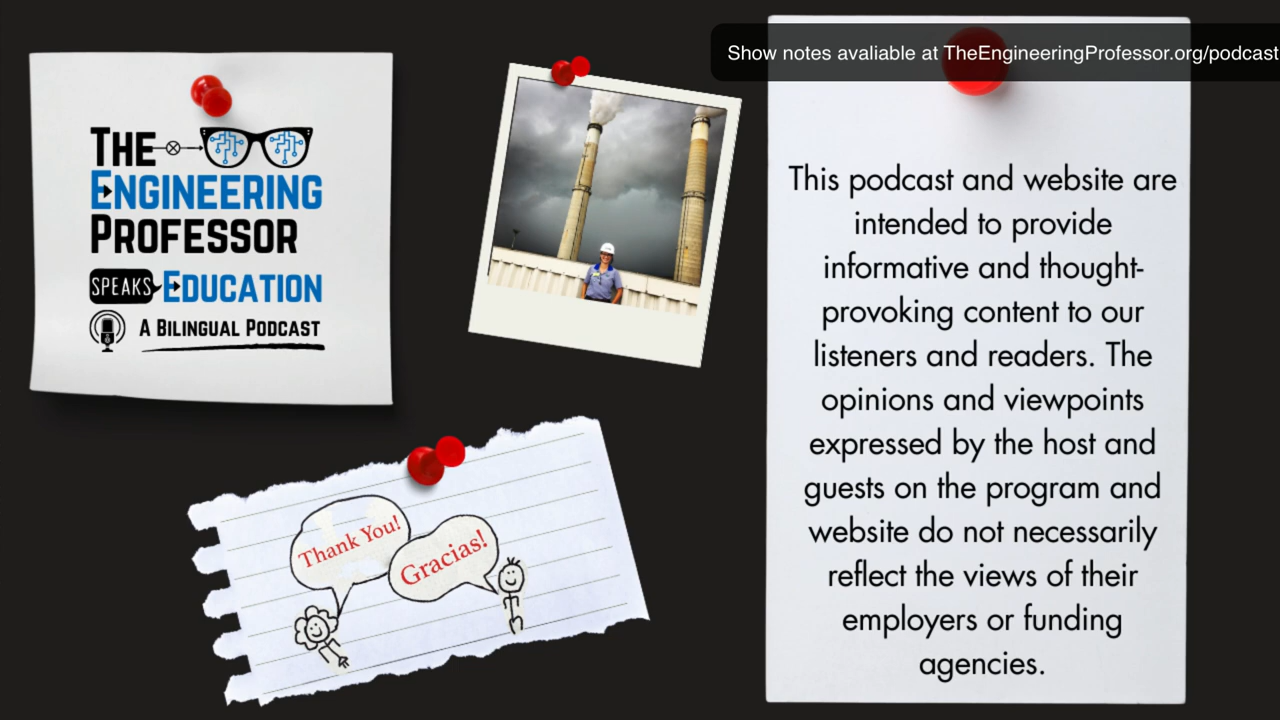 Show notes avaliable at TheEngineeringProfessor.org/podcast
THE
ENGINEERING
PROFESSOR
SPEAKS EDUCATION
A BILINGUAL PODCAST
Thank You!
Gracias!
This podcast and website are
intended to provide
informative and thought-
provoking content to our
listeners and readers. The
opinions and viewpoints
expressed by the host and
guests on the program and
website do not necessarily
reflect the views of their
employers or funding
agencies.